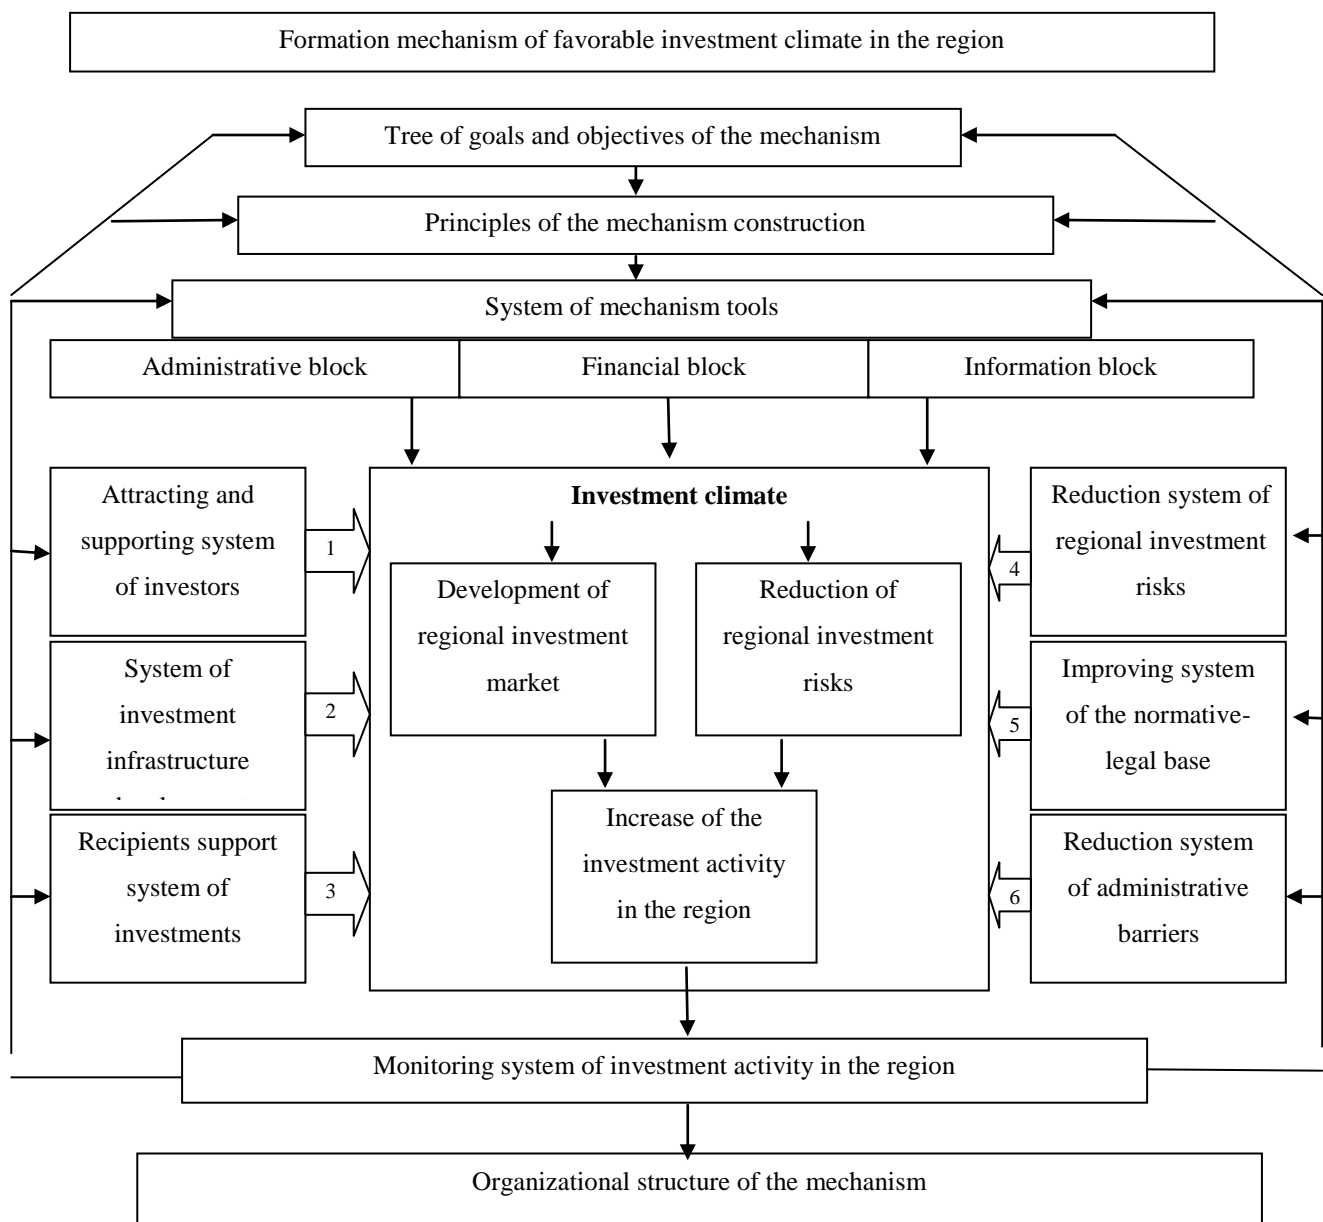 Formation mechanism of favorable investment climate in the region
Tree of goals and objectives of the mechanism
Principles of the mechanism construction
System of mechanism tools
Administrative block
Financial block
Information block
Attracting and
supporting system
of investors
1
System of
investment
infrastructure
2
Recipients support
system of
investments
3
Investment climate
Development of
regional investment
market
Reduction of
regional investment
risks
Increase of the
investment activity
in the region
Reduction system of
regional investment
risks
4
Improving system
of the normative-
legal base
5
Reduction system
of administrative
barriers
6
Monitoring system of investment activity in the region
Organizational structure of the mechanism